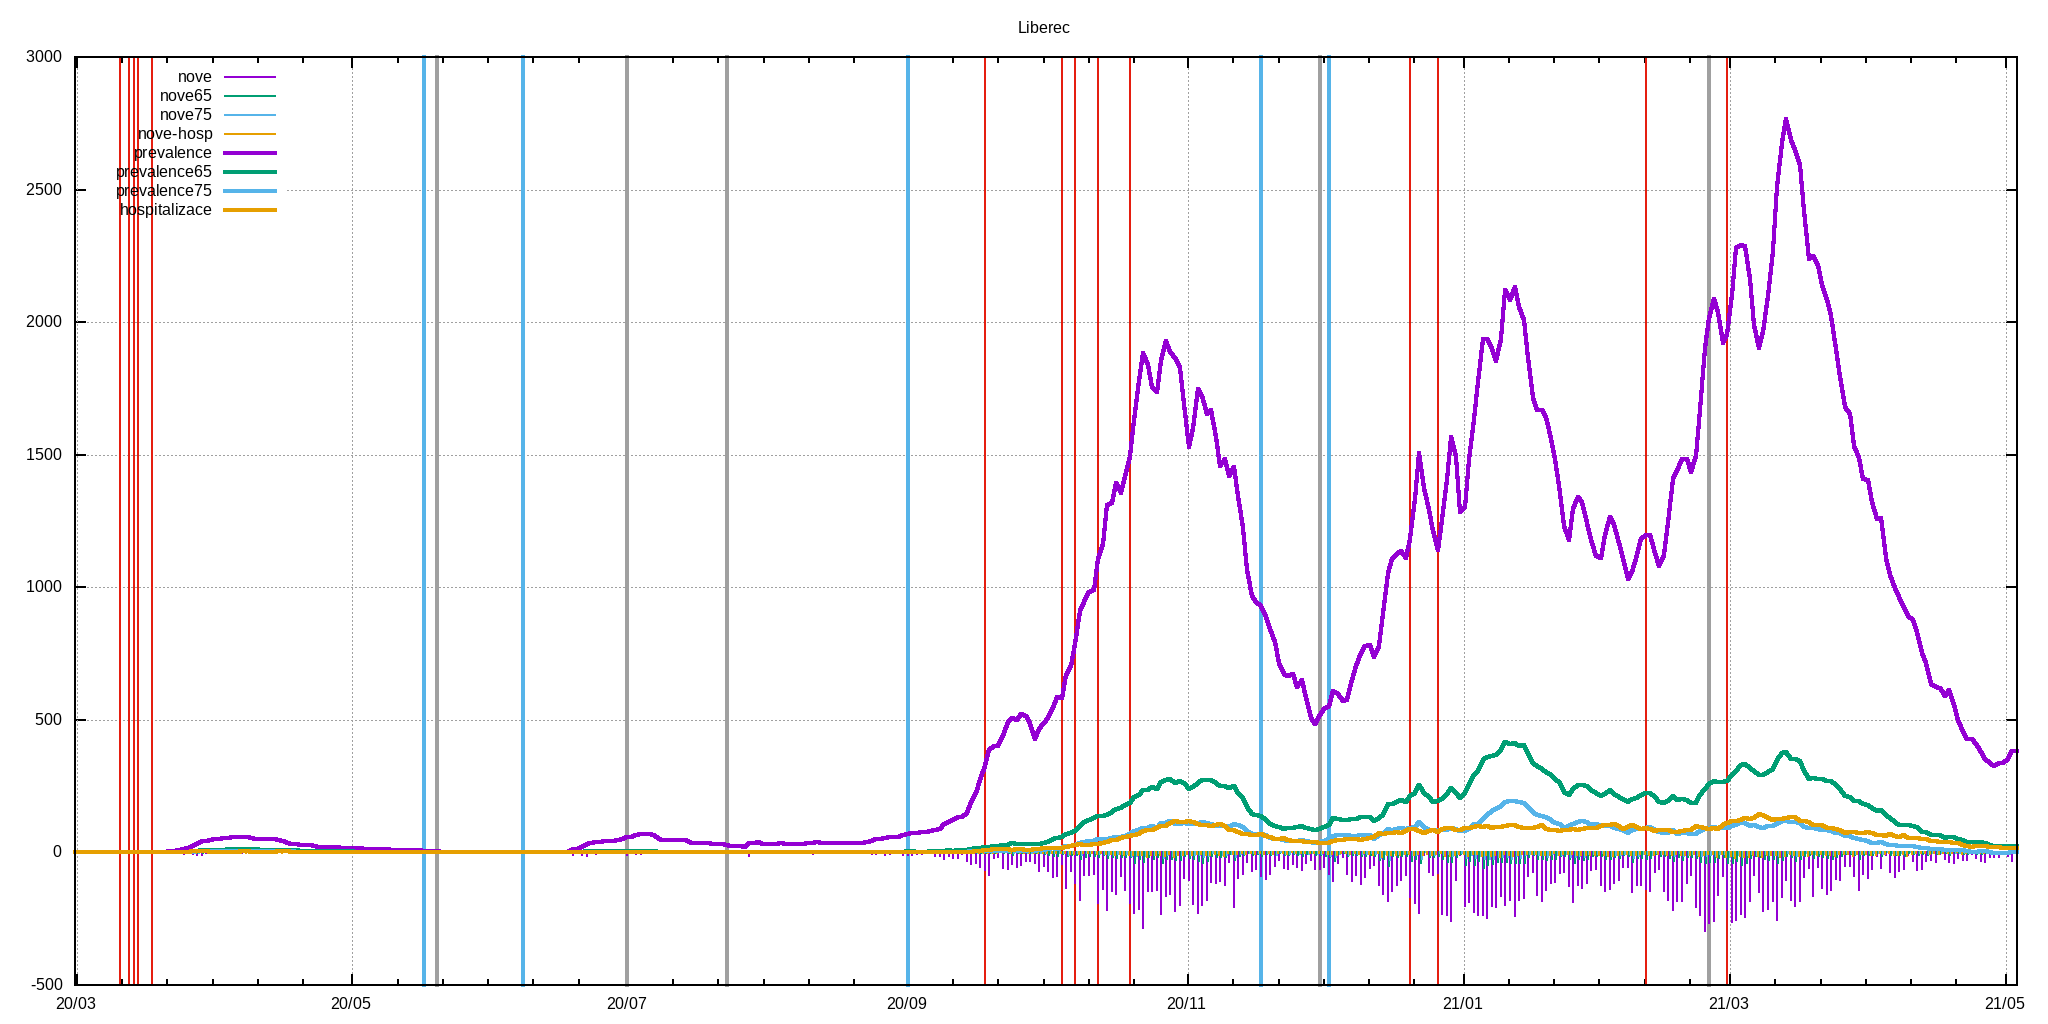 Liberec
3000
2500
2000
1500
1000
500
0
-500
nove
nove65
nove75
nove-hosp
prevalence
prevalence65
prevalence75
hospitalizace
20/03 20/05 20/07 20/09 20/11 21/01 21/03 21/05